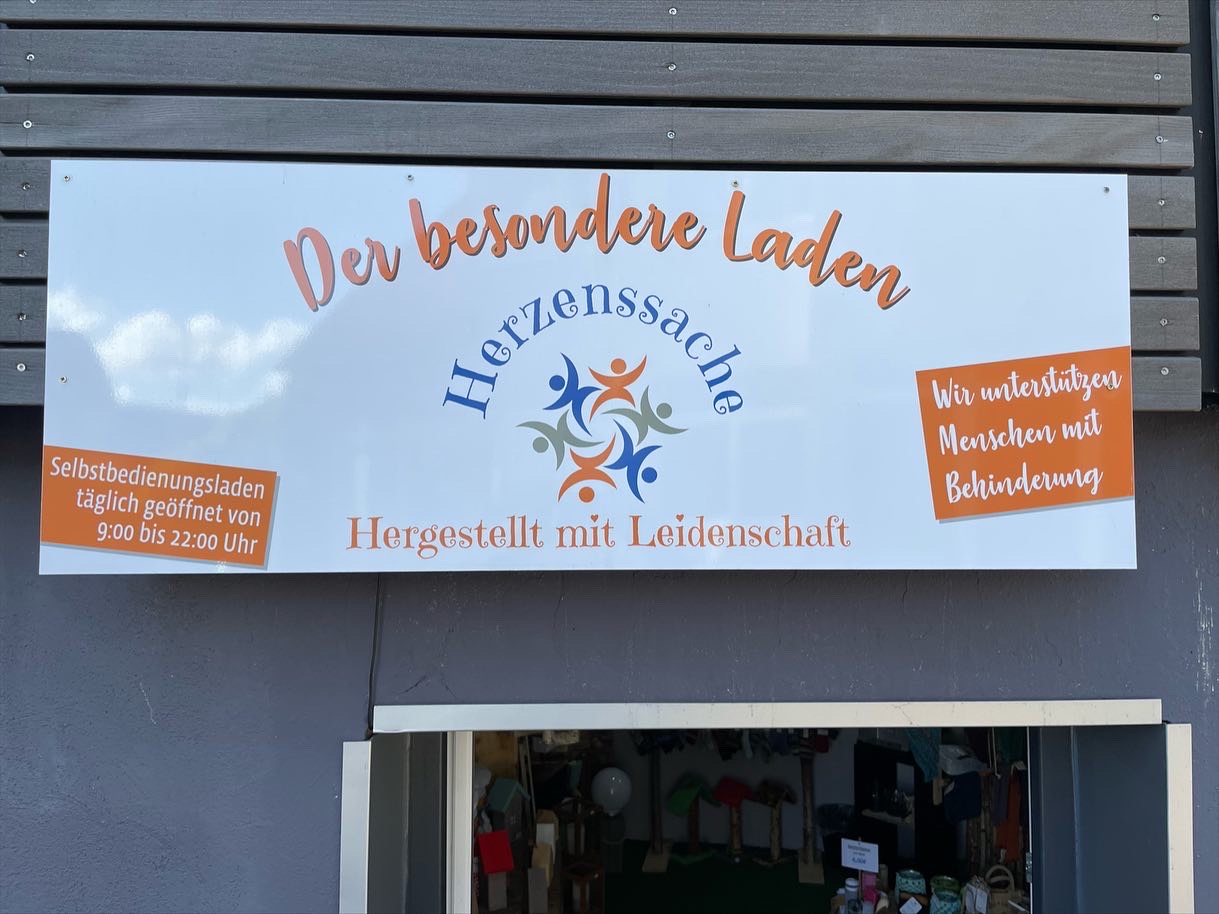 Der besondere Laden
Herzenssache
Hergestellt mit Leidenschaft
Selbstbedienungsladen
täglich geöffnet von
9:00 bis 22:00 Uhr
Wir unterstützen
Menschen mit
Behinderung